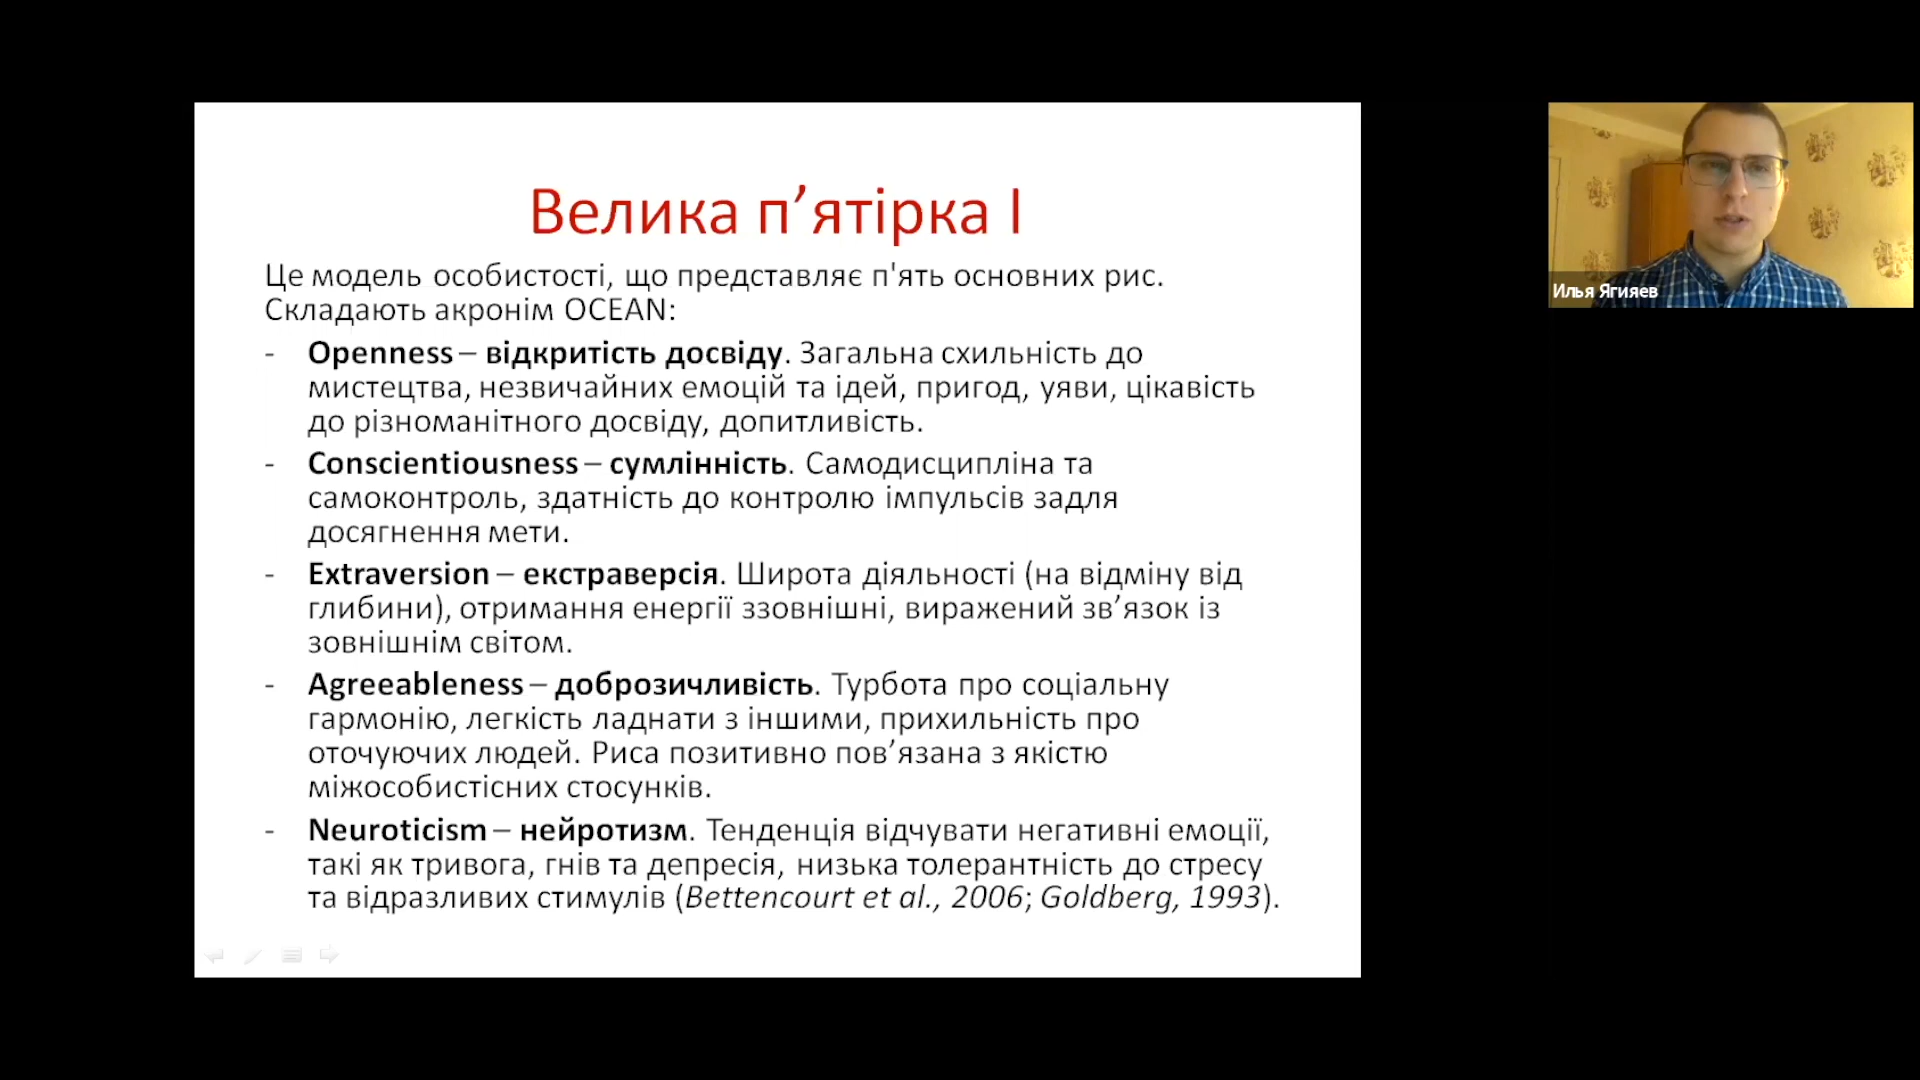 Велика п’ятірка I
Це модель особистості, що представляє п'ять основних рис.
Складають акронім OCEAN:
- Openness – відкритість досвіду. Загальна схильність до
мистецтва, незвичайних емоцій та ідей, пригод, уяви, цікавість
до різноманітного досвіду, допитливість.
- Conscientiousness – сумлінність. Самодисципліна та
самоконтроль, здатність до контролю імпульсів задля
досягнення мети.
- Extraversion – екстраверсія. Широта діяльності (на відміну від
глибини), отримання енергії ззовнішні, виражений зв’язок із
зовнішнім світом.
- Agreeableness – доброзичливість. Турбота про соціальну
гармонію, легкість ладнати з іншими, прихильність про
оточуючих людей. Риса позитивно пов’язана з якістю
міжособистісних стосунків.
- Neuroticism – нейротизм. Тенденція відчувати негативні емоції,
такі як тривога, гнів та депресія, низька толерантність до стресу
та відразливих стимулів (Bettencourt et al., 2006; Goldberg, 1993).
Илья Ягияев